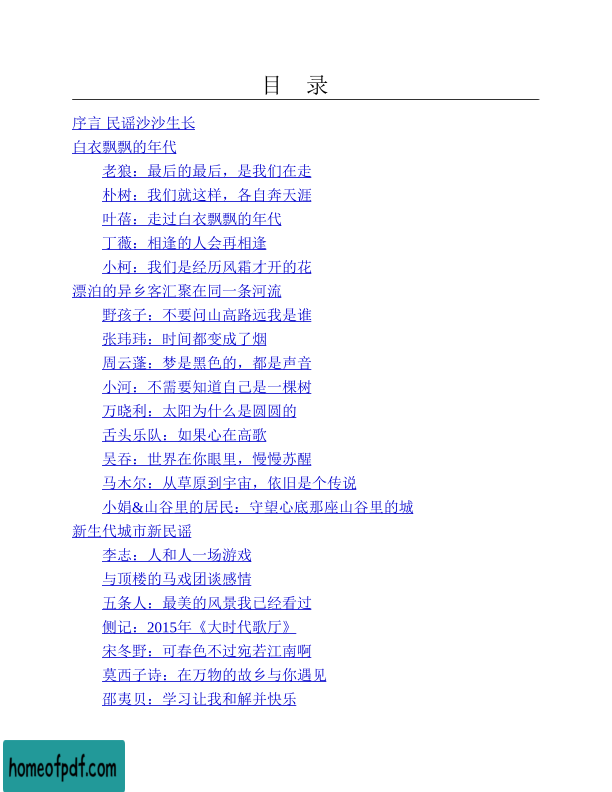 目 录
序言 民谣沙沙生长
白衣飘飘的年代
老狼：最后的最后，是我们在走
朴树：我们就这样，各自奔天涯
叶蓓：走过白衣飘飘的年代
丁薇：相逢的人会再相逢
小柯：我们是经历风霜才开的花
漂泊的异乡客汇聚在同一条河流
野孩子：不要问山高路远我是谁
张玮玮：时间都变成了烟
周云蓬：梦是黑色的，都是声音
小河：不需要知道自己是一棵树
万晓利：太阳为什么是圆圆的
舌头乐队：如果心在高歌
吴吞：世界在你眼里，慢慢苏醒
马木尔：从草原到宇宙，依旧是个传说
小娟&山谷里的居民：守望心底那座山谷里的城
新生代城市新民谣
李志：人和人一场游戏
与顶楼的马戏团谈感情
五条人：最美的风景我已经看过
侧记：2015年《大时代歌厅》
宋冬野：可春色不过宛若江南啊
莫西子诗：在万物的故乡与你遇见
邵夷贝：学习让我和解并快乐
homeofpdf.com